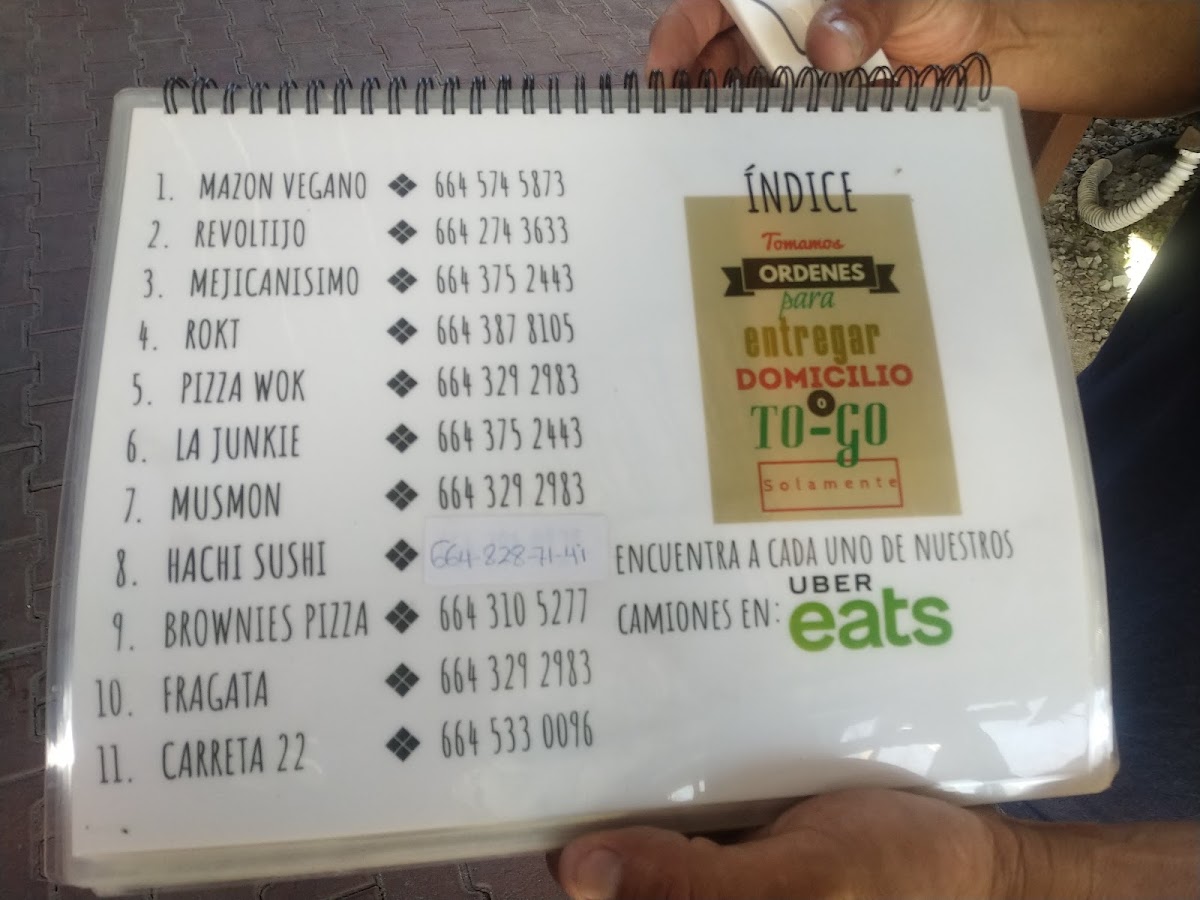 1. MAZON VEGANO ❖ 664 574 5873
2. REVOLTIJO ❖ 664 274 3633
3. MEJICANISIMO ❖ 664 375 2443
4. ROKT ❖ 664 387 8105
5. PIZZA WOK ❖ 664 329 2983
6. LA JUNKIE ❖ 664 375 2443
7. MUSMON ❖ 664 329 2983
8. HACHI SUSHI ❖ 664-828-71-41
9. BROWNIES PIZZA ❖ 664 310 5277
10. FRAGATA ❖ 664 329 2983
11. CARRETA 22 ❖ 664 533 0096
ÍNDICE
Tomamos
ORDENES
para
entregar
DOMICILIO
O
TO-GO
Solamente
ENCUENTRA A CADA UNO DE NUESTROS
CAMIONES EN: UBER
eats